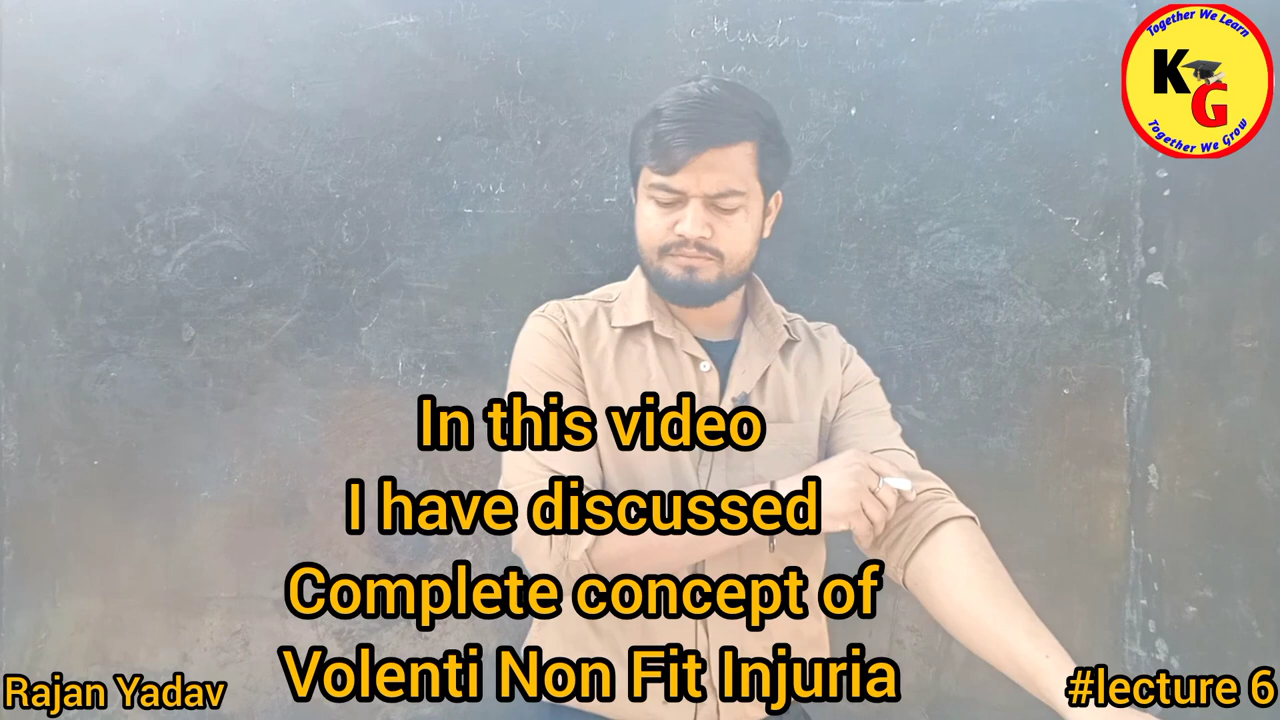 Together We Learn
K
G
Together We Grow
In this video
I have discussed
Complete concept of
Volenti Non Fit Injuria
Rajan Yadav
#lecture 6